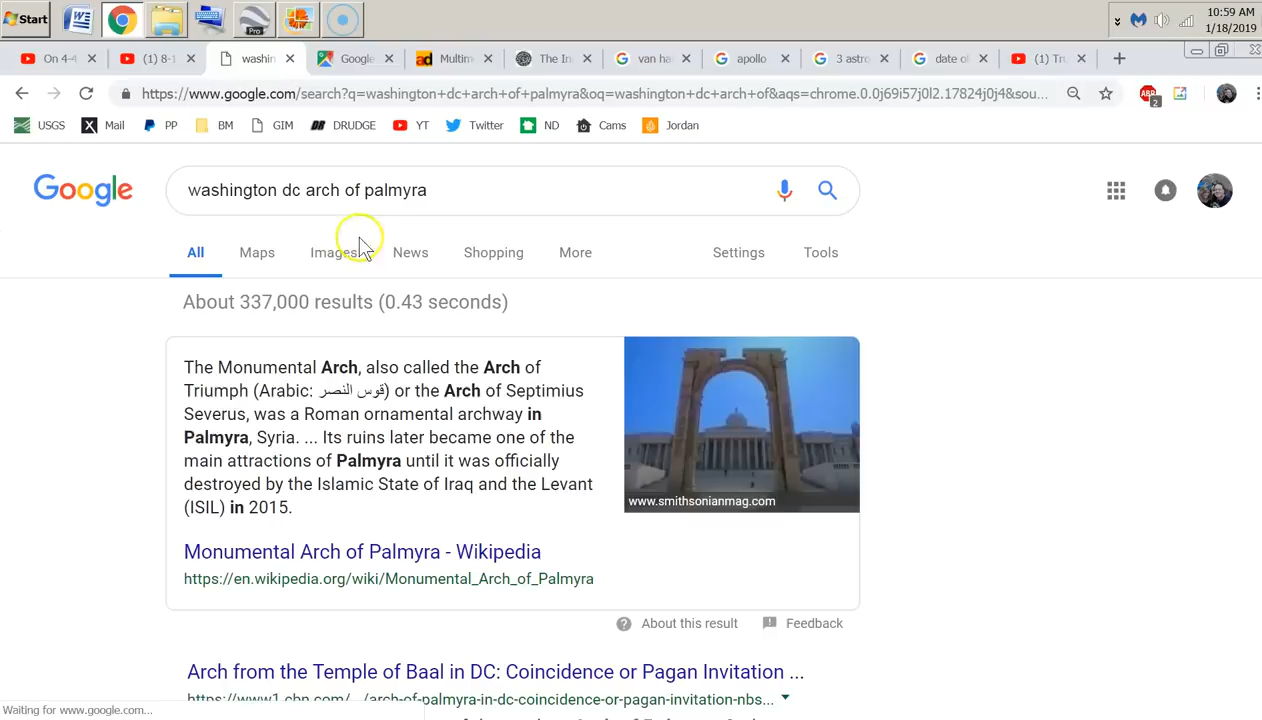 Start
10:59 AM
1/18/2019
On 4-4
(1) 8-1
washin
Google
Multim
The In
van ha
apollo
3 astro
date of
(1) Tru
https://www.google.com/search?q=washington+dc+arch+of+palmyra&oq=washington+dc+arch+of&aqs=chrome.0.0j69i57j0l2.17824j0j4&sou...
USGS
Mail
PP
BM
GIM
DRUDGE
YT
Twitter
ND
Cams
Jordan
Google
washington dc arch of palmyra
All Maps Images News Shopping More Settings Tools
About 337,000 results (0.43 seconds)
The Monumental Arch, also called the Arch of
Triumph (Arabic: قوس النصر) or the Arch of Septimius
Severus, was a Roman ornamental archway in
Palmyra, Syria. ... Its ruins later became one of the
main attractions of Palmyra until it was officially
destroyed by the Islamic State of Iraq and the Levant
(ISIL) in 2015.
www.smithsonianmag.com
Monumental Arch of Palmyra - Wikipedia
https://en.wikipedia.org/wiki/Monumental_Arch_of_Palmyra
About this result Feedback
Arch from the Temple of Baal in DC: Coincidence or Pagan Invitation ...
https://www1.cbn.com/.../arch-of-palmyra-in-dc-coincidence-or-pagan-invitation-nbs...
Waiting for www.google.com...